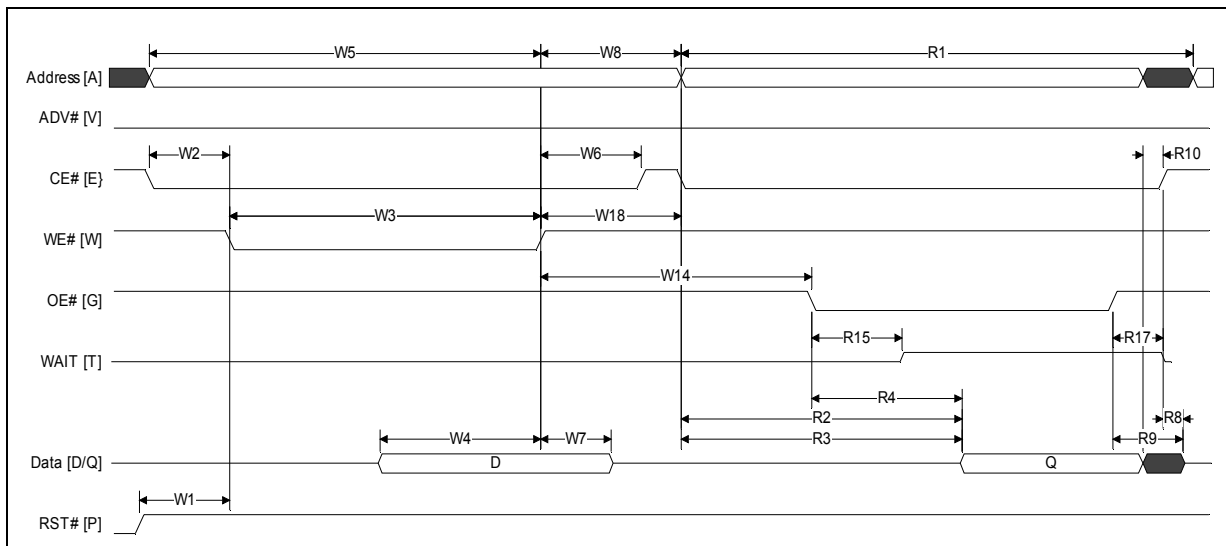 W5 W8 R1
Address [A]
ADV# [V]
W2 W6 R10
CE# [E}
W3 W18
WE# [W]
W14
OE# [G]
R15 R17
WAIT [T]
R4
R2 R8
W4 W7 R3 R9
Data [D/Q] D Q
W1
RST# [P]